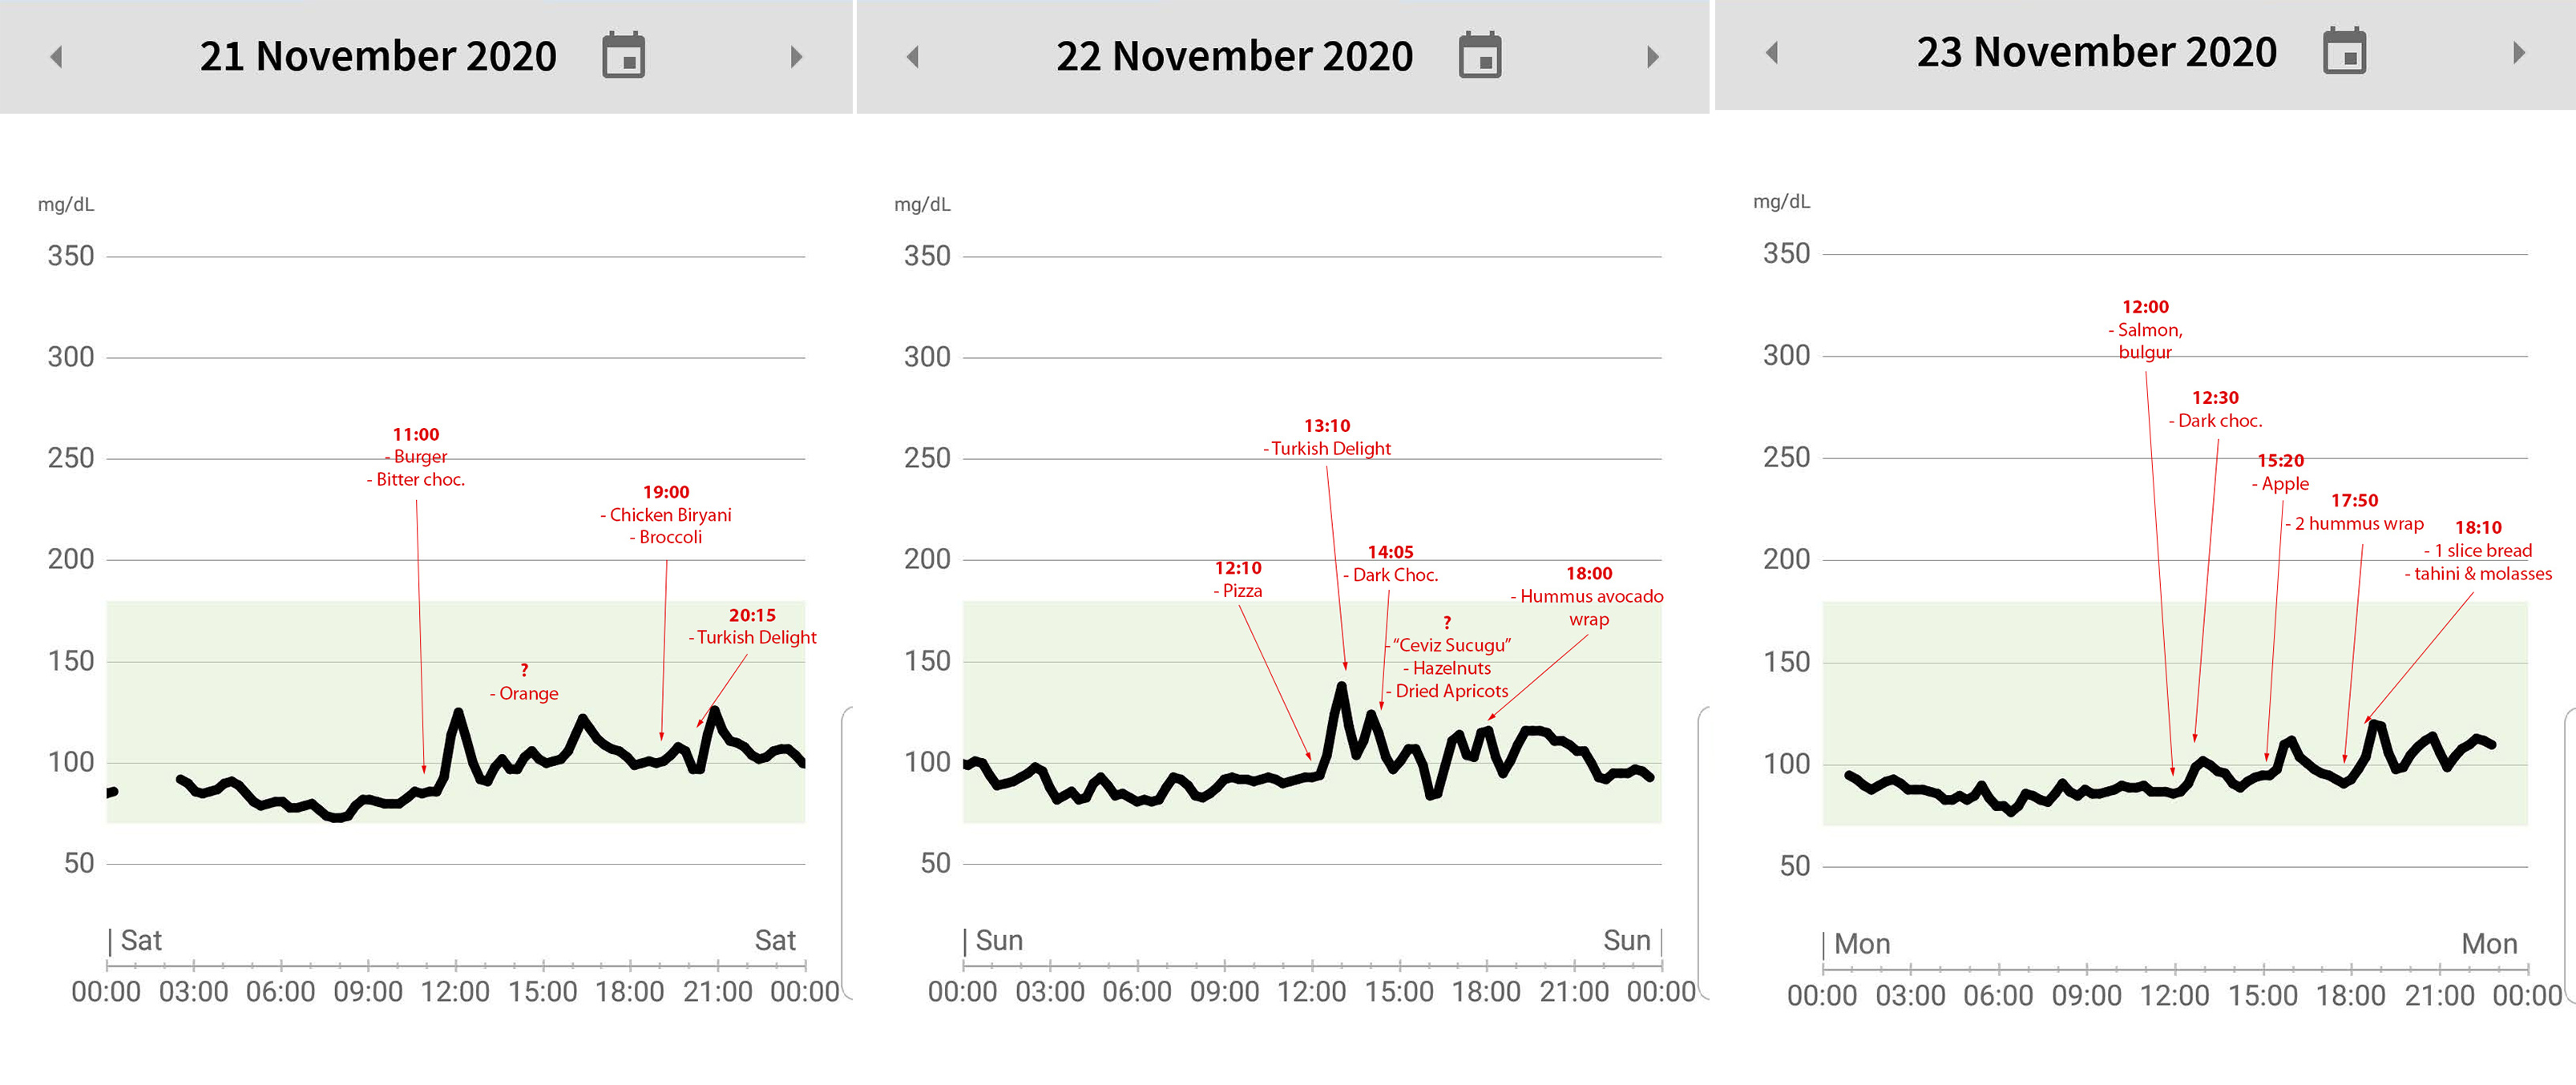 21 November 2020
mg/dL
350
300
250
200
150
100
50
11:00
- Burger
- Bitter choc.
?
- Orange
19:00
- Chicken Biryani
- Broccoli
20:15
- Turkish Delight
| Sat
Sat
00:00 03:00 06:00 09:00 12:00 15:00 18:00 21:00 00:00
22 November 2020
mg/dL
350
300
250
200
150
100
50
12:10
- Pizza
13:10
- Turkish Delight
14:05
- Dark Choc.
?
- “Ceviz Sucugu”
- Hazelnuts
- Dried Apricots
18:00
- Hummus avocado
wrap
| Sun
Sun |
00:00 03:00 06:00 09:00 12:00 15:00 18:00 21:00 00:00
23 November 2020
mg/dL
350
300
250
200
150
100
50
12:00
- Salmon,
bulgur
12:30
- Dark choc.
15:20
- Apple
17:50
- 2 hummus wrap
18:10
- 1 slice bread
- tahini & molasses
| Mon
Mon
00:00 03:00 06:00 09:00 12:00 15:00 18:00 21:00 00:00